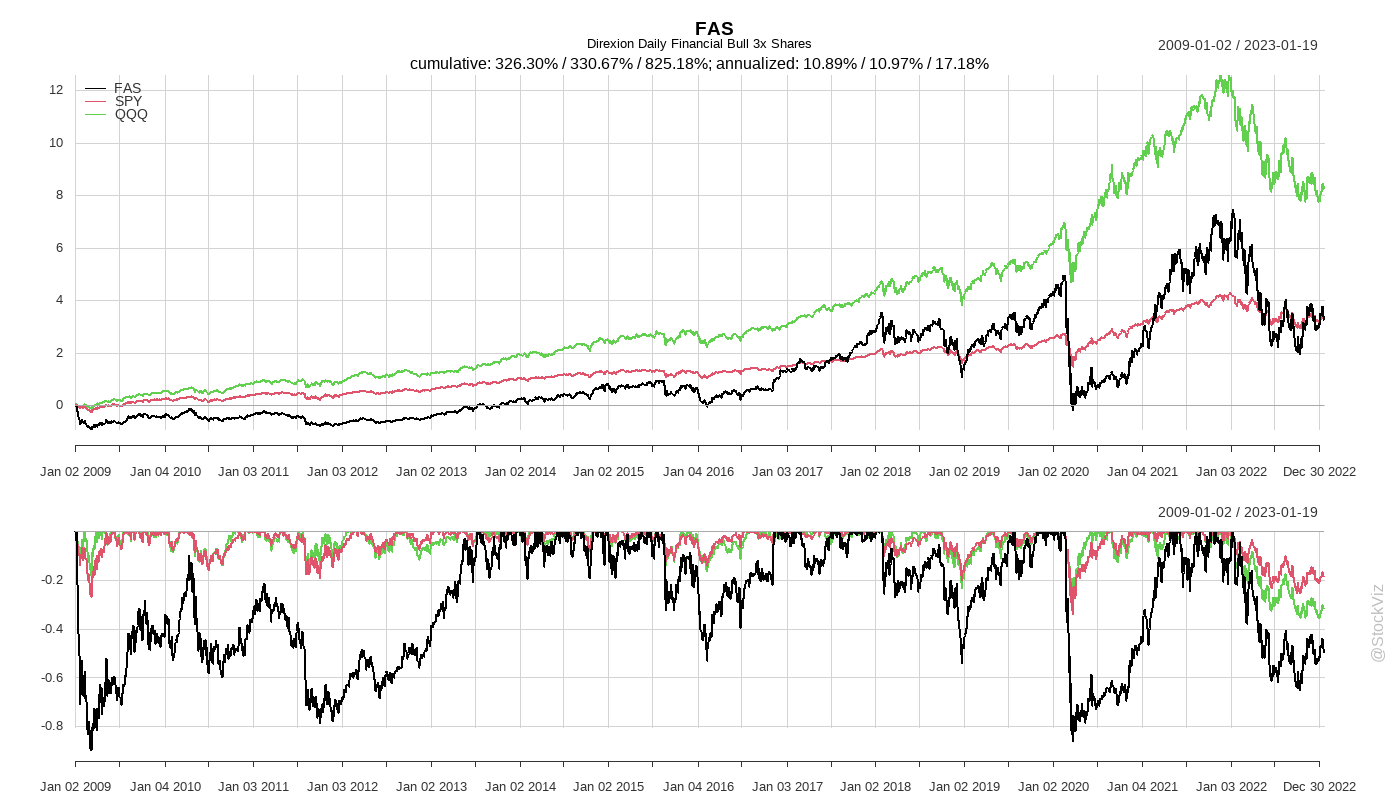 FAS
Direxion Daily Financial Bull 3x Shares
2009-01-02 / 2023-01-19
cumulative: 326.30% / 330.67% / 825.18%; annualized: 10.89% / 10.97% / 17.18%
FAS
SPY
QQQ
12
10
8
6
4
2
0
Jan 02 2009 Jan 04 2010 Jan 03 2011 Jan 03 2012 Jan 02 2013 Jan 02 2014 Jan 02 2015 Jan 04 2016 Jan 03 2017 Jan 02 2018 Jan 02 2019 Jan 02 2020 Jan 04 2021 Jan 03 2022 Dec 30 2022
2009-01-02 / 2023-01-19
-0.2
-0.4
-0.6
-0.8
@StockViz
Jan 02 2009 Jan 04 2010 Jan 03 2011 Jan 03 2012 Jan 02 2013 Jan 02 2014 Jan 02 2015 Jan 04 2016 Jan 03 2017 Jan 02 2018 Jan 02 2019 Jan 02 2020 Jan 04 2021 Jan 03 2022 Dec 30 2022